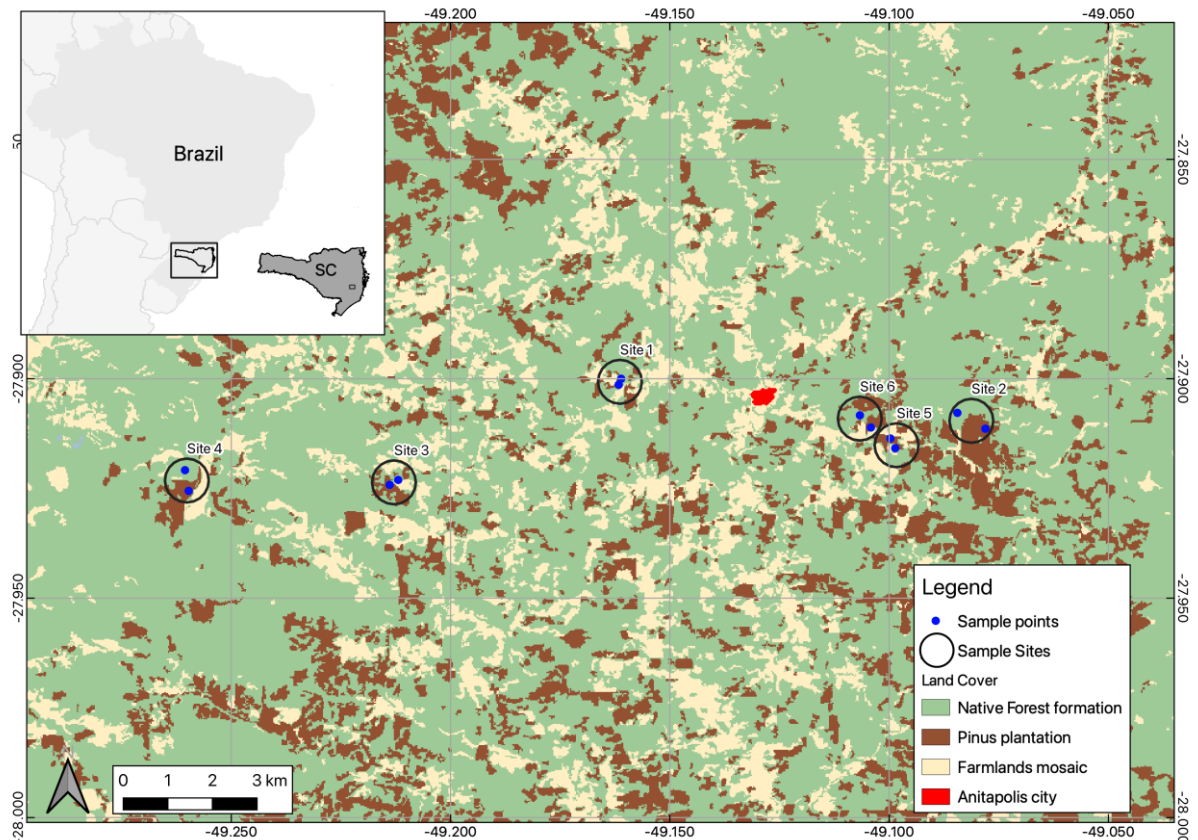 -49.200
-49.150
-49.100
-49.050
50
Brazil
SC
-27.850
-27.900
-27.900
Site 1
Site 6
Site 2
Site 5
Site 4
Site 3
-27.950
-27.950
Legend
Sample points
Sample Sites
Land Cover
Native Forest formation
Pinus plantation
Farmlands mosaic
Anitapolis city
0 1 2 3 km
-28.000
-28.000
-49.250
-49.200
-49.150
-49.100
-49.050